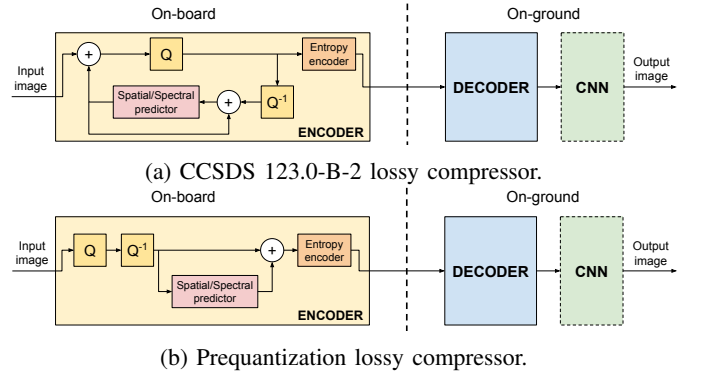 On-board
On-ground
Input
image
+
Q
Entropy
encoder
Spatial/Spectral
predictor
+
Q-1
ENCODER
DECODER
CNN
Output
image
(a) CCSDS 123.0-B-2 lossy compressor.
On-board
On-ground
Input
image
Q
Q-1
+
Entropy
encoder
Spatial/Spectral
predictor
ENCODER
DECODER
CNN
Output
image
(b) Prequantization lossy compressor.